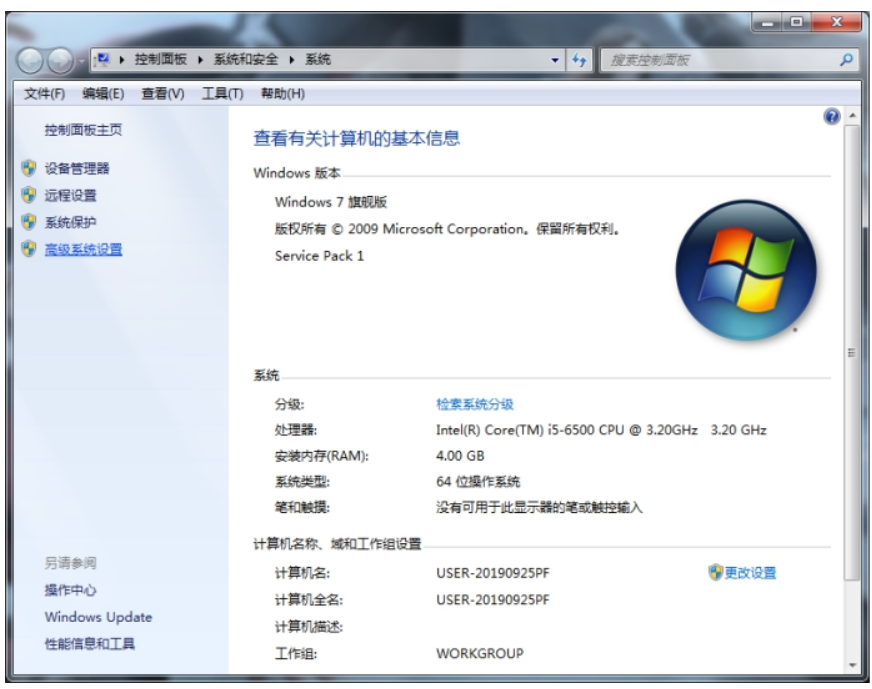 控制面板 ▸ 系统和安全 ▸ 系统
搜索控制面板
文件(F) 编辑(E) 查看(V) 工具(T) 帮助(H)
控制面板主页
设备管理器
远程设置
系统保护
高级系统设置
查看有关计算机的基本信息
Windows 版本
Windows 7 旗舰版
版权所有 © 2009 Microsoft Corporation。保留所有权利。
Service Pack 1
系统
分级: 检索系统分级
处理器: Intel(R) Core(TM) i5-6500 CPU @ 3.20GHz 3.20 GHz
安装内存(RAM): 4.00 GB
系统类型: 64 位操作系统
笔和触摸: 没有可用于此显示器的笔或触控输入
计算机名称、域和工作组设置
计算机名: USER-20190925PF 更改设置
计算机全名: USER-20190925PF
计算机描述:
工作组: WORKGROUP
另请参阅
操作中心
Windows Update
性能信息和工具